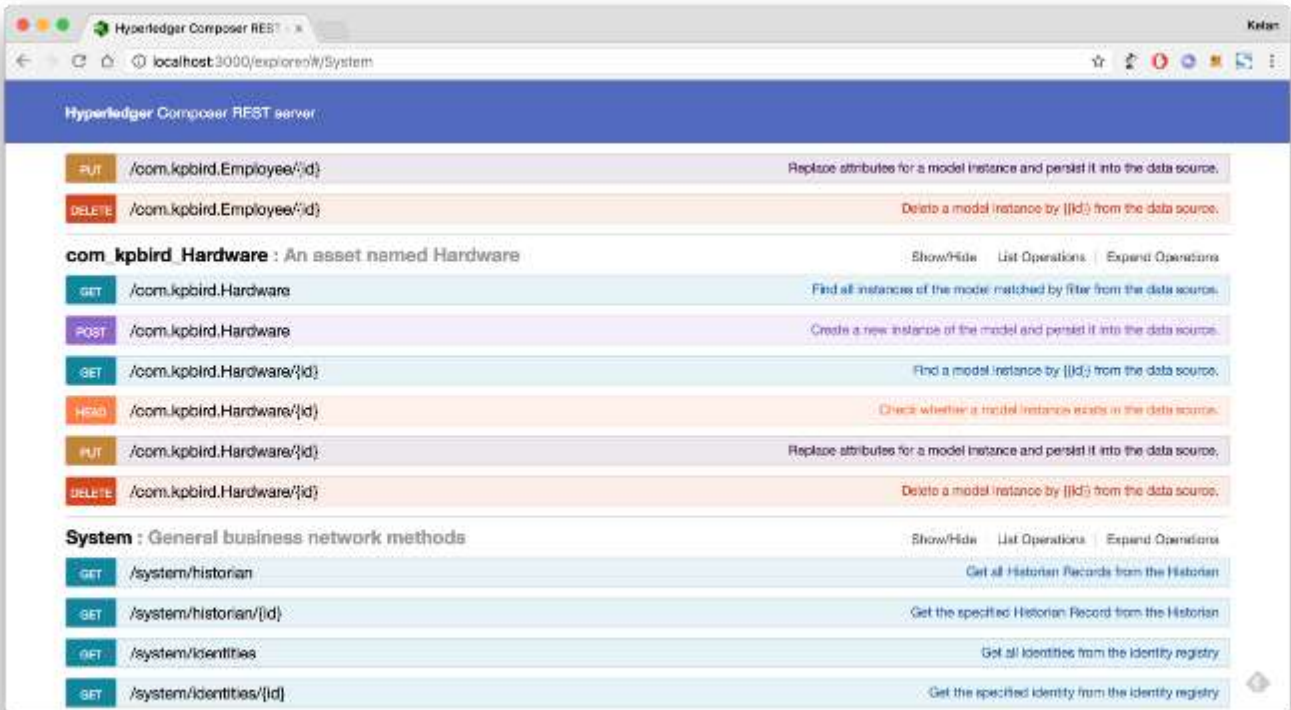 Hyperledger Composer REST
Ketan
localhost:3000/explorer/#/System
Hyperledger Composer REST server
PUT /com.kpbird.Employee/{id} Replace attributes for a model instance and persist it into the data source.
DELETE /com.kpbird.Employee/{id} Delete a model instance by {{id}} from the data source.
com_kpbird_Hardware : An asset named Hardware Show/Hide List Operations Expand Operations
GET /com.kpbird.Hardware Find all instances of the model matched by filter from the data source.
POST /com.kpbird.Hardware Create a new instance of the model and persist it into the data source.
GET /com.kpbird.Hardware/{id} Find a model instance by {{id}} from the data source.
HEAD /com.kpbird.Hardware/{id} Check whether a model instance exists in the data source.
PUT /com.kpbird.Hardware/{id} Replace attributes for a model instance and persist it into the data source.
DELETE /com.kpbird.Hardware/{id} Delete a model instance by {{id}} from the data source.
System : General business network methods Show/Hide List Operations Expand Operations
GET /system/historian Get all Historian Records from the Historian
GET /system/historian/{id} Get the specified Historian Record from the Historian
GET /system/identities Get all identities from the identity registry
GET /system/identities/{id} Get the specified identity from the identity registry